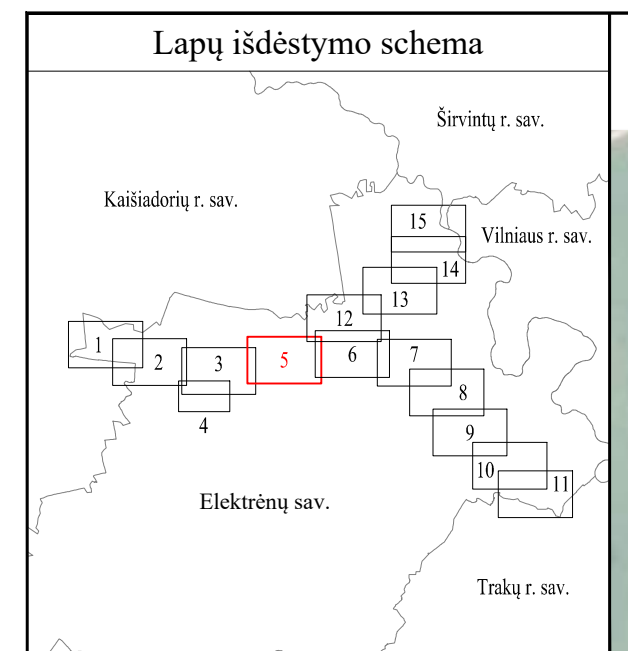 Lapų išdėstymo schema
Širvintų r. sav.
Kaišiadorių r. sav.
15
Vilniaus r. sav.
14
13
12
1
2
3
5
6
7
8
4
9
10
11
Elektrėnų sav.
Trakų r. sav.